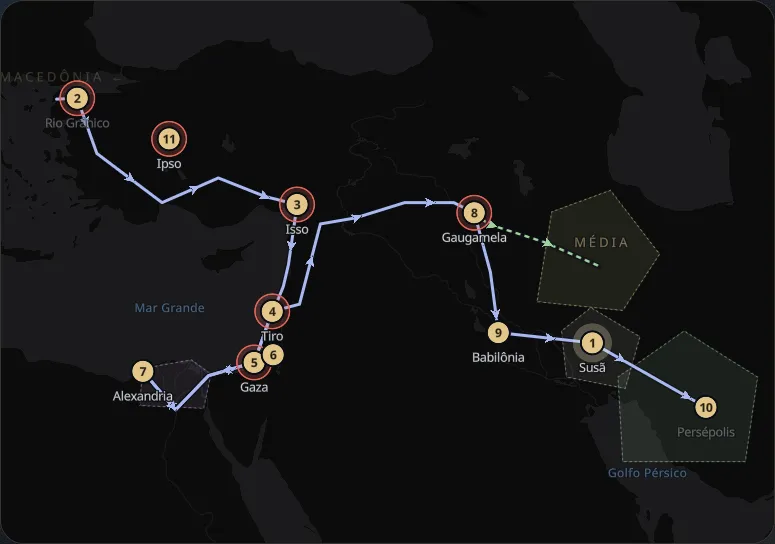 MACEDÔNIA ←
2
Rio Grânico
11
Ipso
3
Isso
8
Gaugamela
MÉDIA
Mar Grande
4
Tiro
9
Babilônia
1
Susã
5
6
Gaza
7
Alexandria
10
Persépolis
Golfo Pérsico